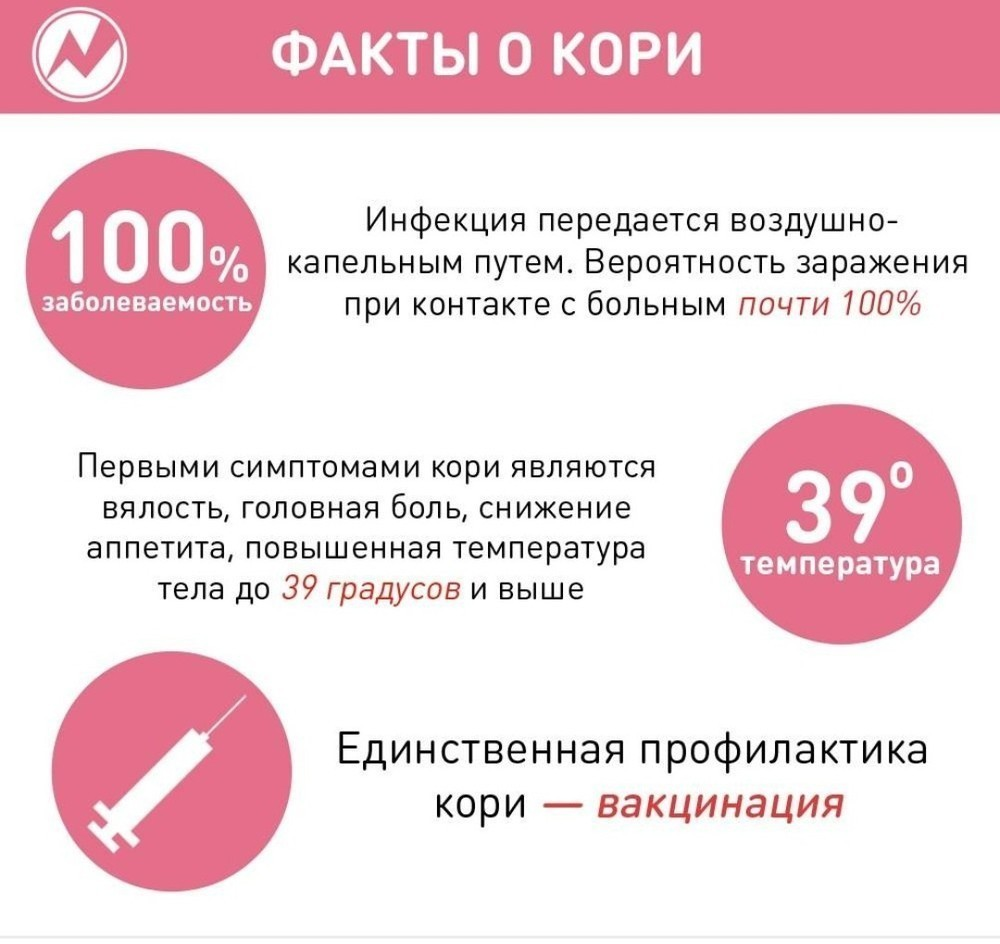 ФАКТЫ О КОРИ
100%
заболеваемость
Инфекция передается воздушно-
капельным путем. Вероятность заражения
при контакте с больным почти 100%
Первыми симптомами кори являются
вялость, головная боль, снижение
аппетита, повышенная температура
тела до 39 градусов и выше
39°
температура
Единственная профилактика
кори — вакцинация